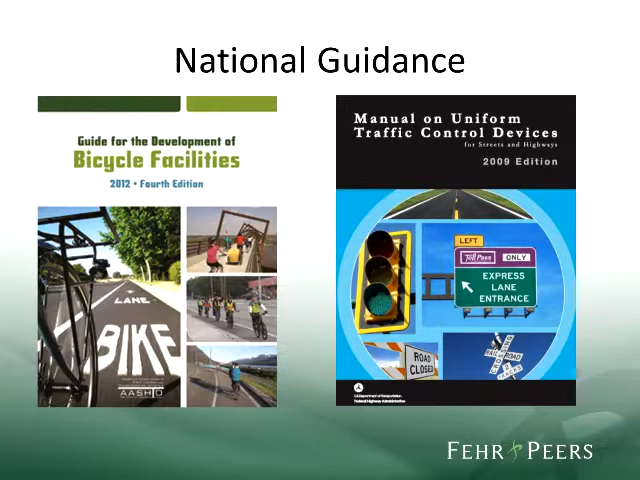 National Guidance
Guide for the Development of
Bicycle Facilities
2012 • Fourth Edition
LANE
BIKE
AASHTO
Manual on Uniform
Traffic Control Devices
for Streets and Highways
2009 Edition
LEFT
Toll Pass ONLY
EXPRESS
LANE
ENTRANCE
ROAD
CLOSED
RAILROAD
CROSSING
TRACKS
U.S. Department of Transportation
Federal Highway Administration
FEHR PEERS